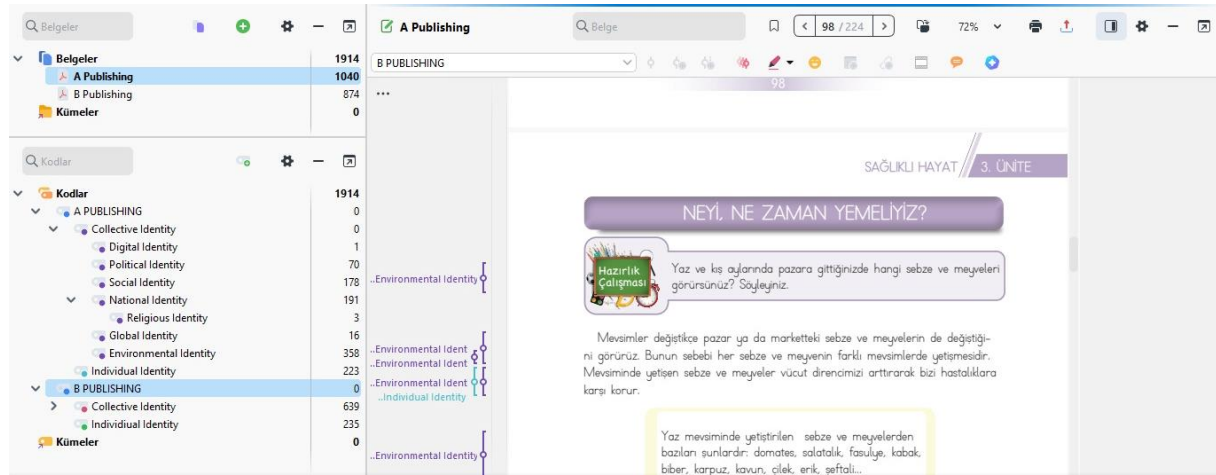 Belgeler
Belgeler 1914
A Publishing 1040
B Publishing 874
Kümeler 0
Kodlar
Kodlar 1914
A PUBLISHING 0
Collective Identity 0
Digital Identity 1
Political Identity 70
Social Identity 178
National Identity 191
Religious Identity 3
Global Identity 16
Environmental Identity 358
Individual Identity 223
B PUBLISHING 0
Collective Identity 639
Individiual Identity 235
Kümeler 0
A Publishing
Belge
98 / 224
72%
B PUBLISHING
...
98
SAĞLIKLI HAYAT 3. ÜNİTE
NEYİ, NE ZAMAN YEMELİYİZ?
Hazırlık
Çalışması
Yaz ve kış aylarında pazara gittiğinizde hangi sebze ve meyveleri
görürsünüz? Söyleyiniz.
..Environmental Identity
Mevsimler değiştikçe pazar ya da marketteki sebze ve meyvelerin de değiştiği-
ni görürüz. Bunun sebebi her sebze ve meyvenin farklı mevsimlerde yetişmesidir.
Mevsiminde yetişen sebze ve meyveler vücut direncimizi arttırarak bizi hastalıklara
karşı korur.
..Environmental Ident
..Environmental Ident
..Environmental Ident
..Individual Identity
Yaz mevsiminde yetiştirilen sebze ve meyvelerden
bazıları şunlardır: domates, salatalık, fasulye, kabak,
biber, karpuz, kavun, çilek, erik, şeftali...
..Environmental Identity